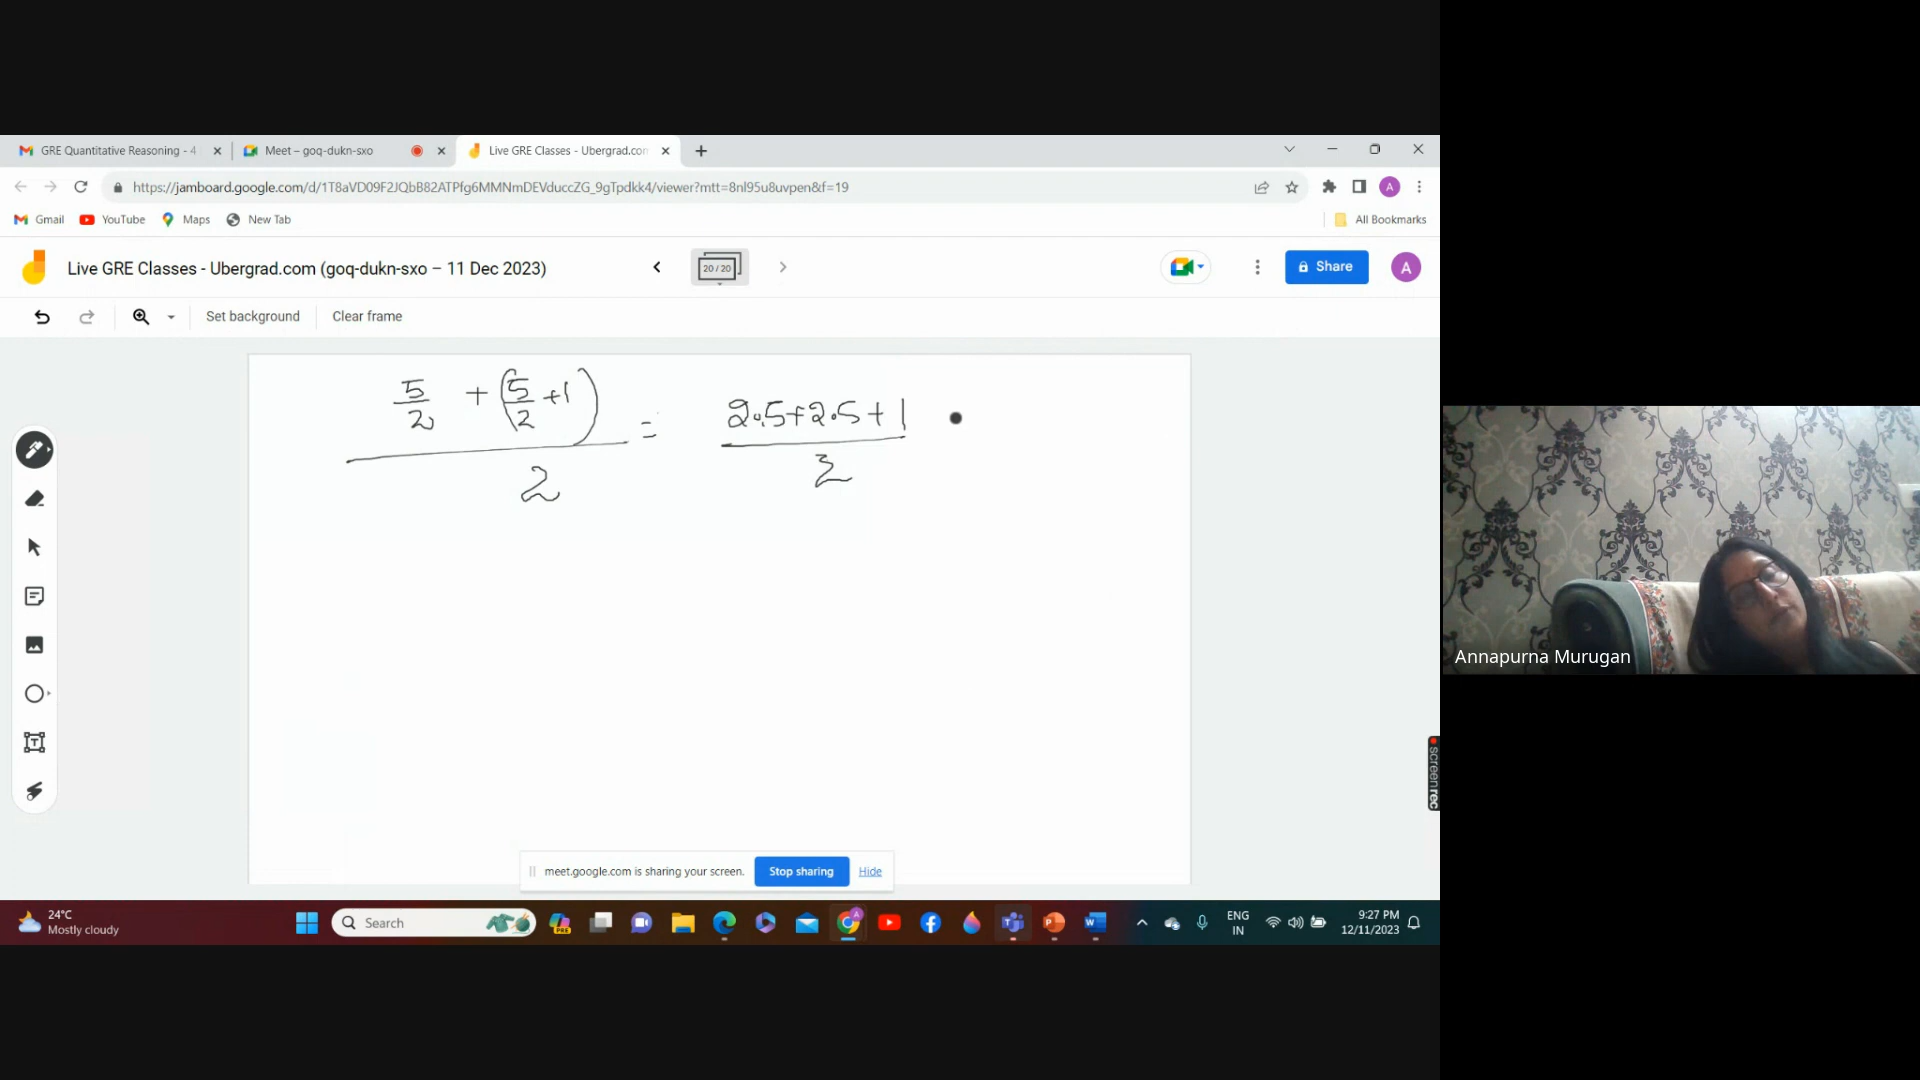 GRE Quantitative Reasoning - 4
Meet – goq-dukn-sxo
Live GRE Classes - Ubergrad.com
https://jamboard.google.com/d/1T8aVD09F2JQbB82ATPfg6MMNmDEVduccZG_9gTpdkk4/viewer?mtt=8nl95u8uvpen&f=19
Gmail YouTube Maps New Tab All Bookmarks
Live GRE Classes - Ubergrad.com (goq-dukn-sxo – 11 Dec 2023)
20 / 20
Share
A
Set background Clear frame
5/2 + (5/2 +1) = 2.5+2.5+1
2 2
Annapurna Murugan
screenrec
meet.google.com is sharing your screen. Stop sharing Hide
24°C
Mostly cloudy
Search
PRE
ENG
IN
9:27 PM
12/11/2023